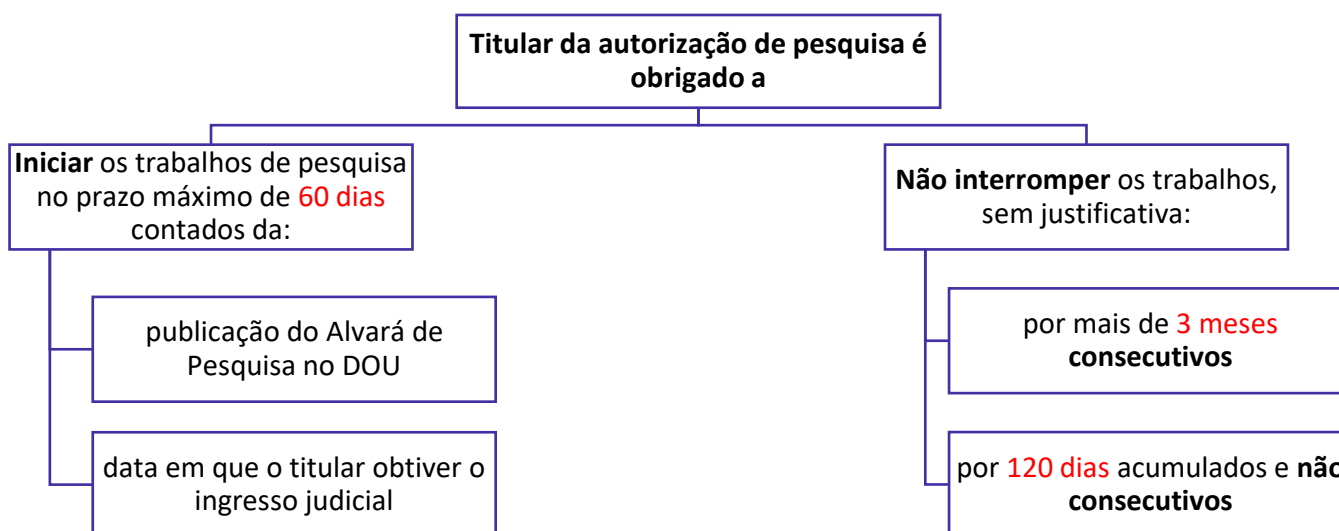 Titular da autorização de pesquisa é
obrigado a
Iniciar os trabalhos de pesquisa
no prazo máximo de 60 dias
contados da:
publicação do Alvará de
Pesquisa no DOU
data em que o titular obtiver o
ingresso judicial
Não interromper os trabalhos,
sem justificativa:
por mais de 3 meses
consecutivos
por 120 dias acumulados e não
consecutivos